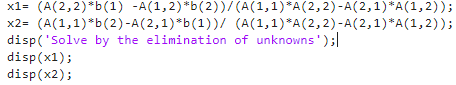 x1= (A(2,2)*b(1) -A(1,2)*b(2))/(A(1,1)*A(2,2)-A(2,1)*A(1,2));
x2= (A(1,1)*b(2)-A(2,1)*b(1))/ (A(1,1)*A(2,2)-A(2,1)*A(1,2));
disp('Solve by the elimination of unknowns');
disp(x1);
disp(x2);